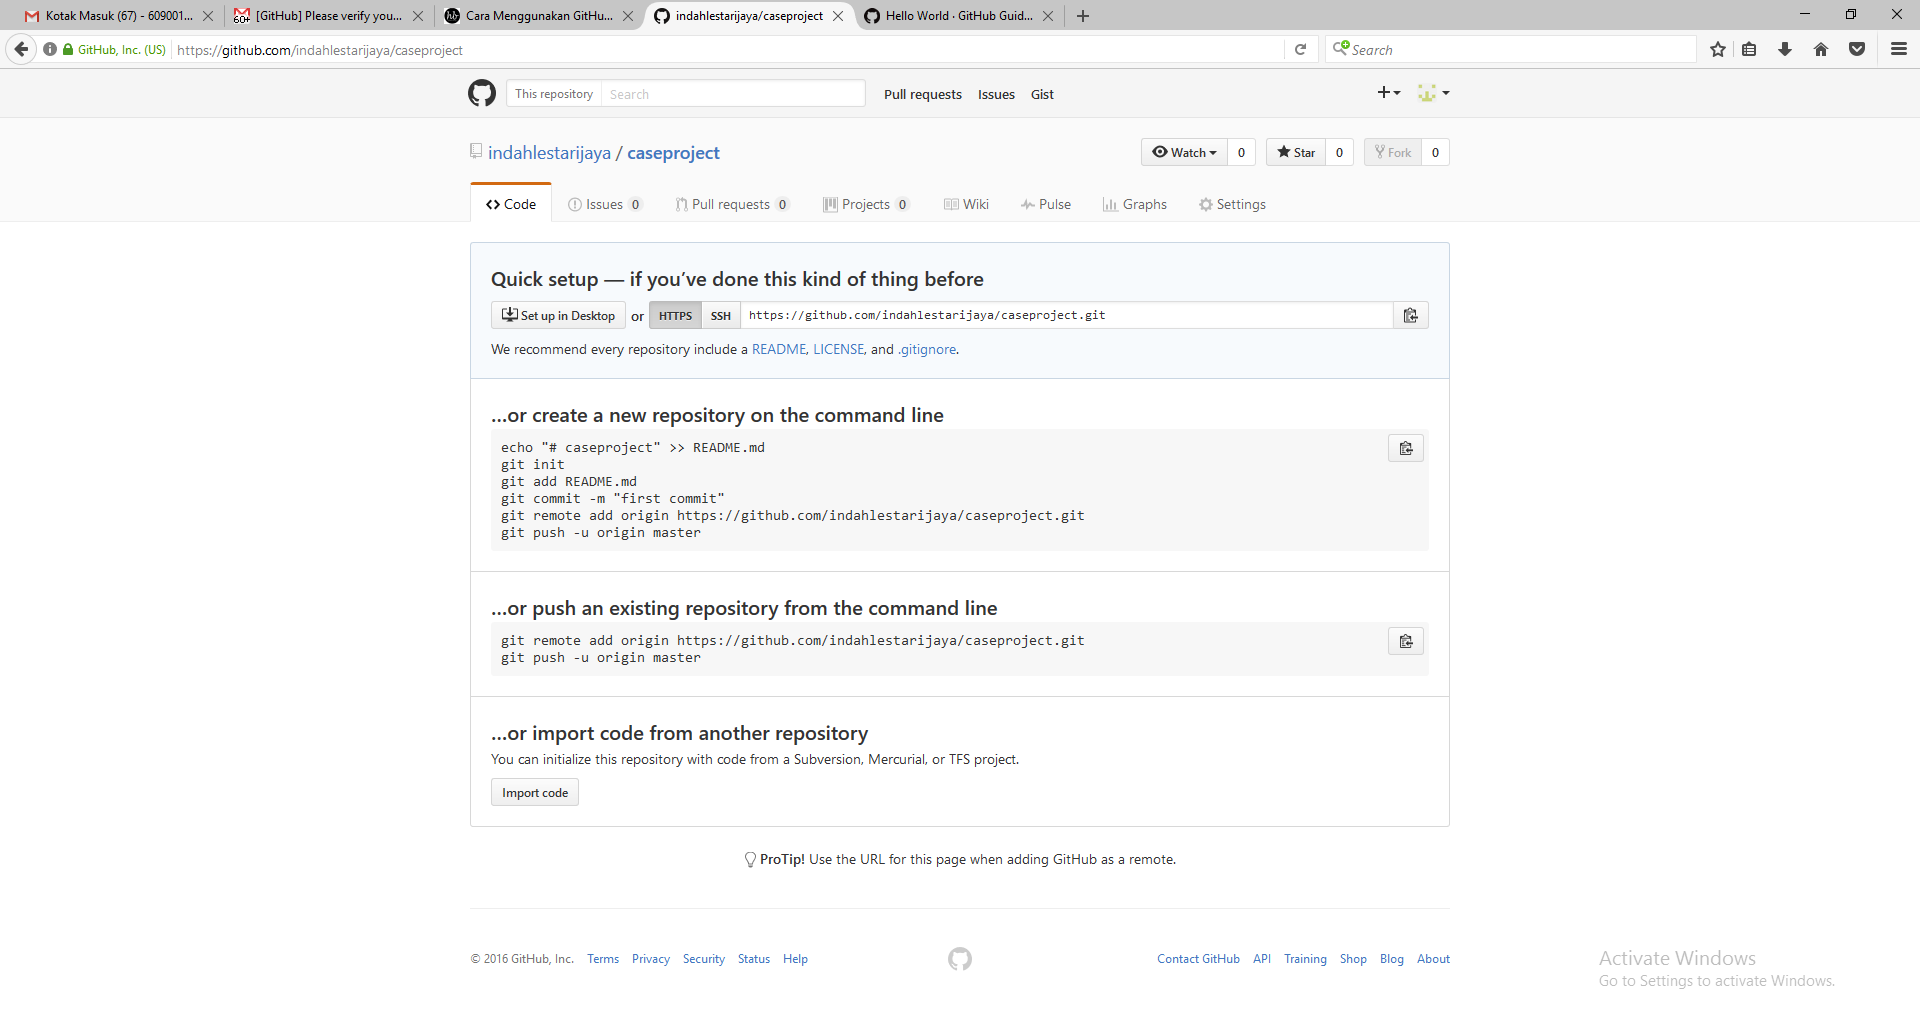 Kotak Masuk (67) - 609001...
[GitHub] Please verify you...
Cara Menggunakan GitHu...
indahlestarijaya/caseproject
Hello World · GitHub Guid...
GitHub, Inc. (US)
https://github.com/indahlestarijaya/caseproject
Search
This repository
Search
Pull requests
Issues
Gist
indahlestarijaya / caseproject
Watch 0
Star 0
Fork 0
Code
Issues 0
Pull requests 0
Projects 0
Wiki
Pulse
Graphs
Settings
Quick setup — if you’ve done this kind of thing before
Set up in Desktop or HTTPS SSH https://github.com/indahlestarijaya/caseproject.git
We recommend every repository include a README, LICENSE, and .gitignore.
…or create a new repository on the command line
echo "# caseproject" >> README.md
git init
git add README.md
git commit -m "first commit"
git remote add origin https://github.com/indahlestarijaya/caseproject.git
git push -u origin master
…or push an existing repository from the command line
git remote add origin https://github.com/indahlestarijaya/caseproject.git
git push -u origin master
…or import code from another repository
You can initialize this repository with code from a Subversion, Mercurial, or TFS project.
Import code
ProTip! Use the URL for this page when adding GitHub as a remote.
© 2016 GitHub, Inc. Terms Privacy Security Status Help
Contact GitHub API Training Shop Blog About
Activate Windows
Go to Settings to activate Windows.